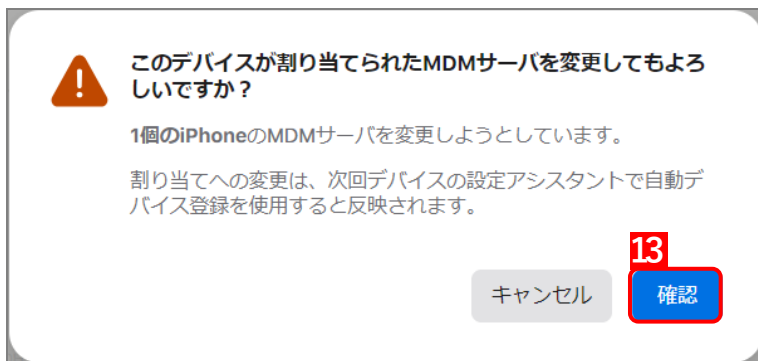 このデバイスが割り当てられたMDMサーバを変更してもよろ
しいですか？
1個のiPhoneのMDMサーバを変更しようとしています。
割り当てへの変更は、次回デバイスの設定アシスタントで自動デ
バイス登録を使用すると反映されます。
13
キャンセル 確認